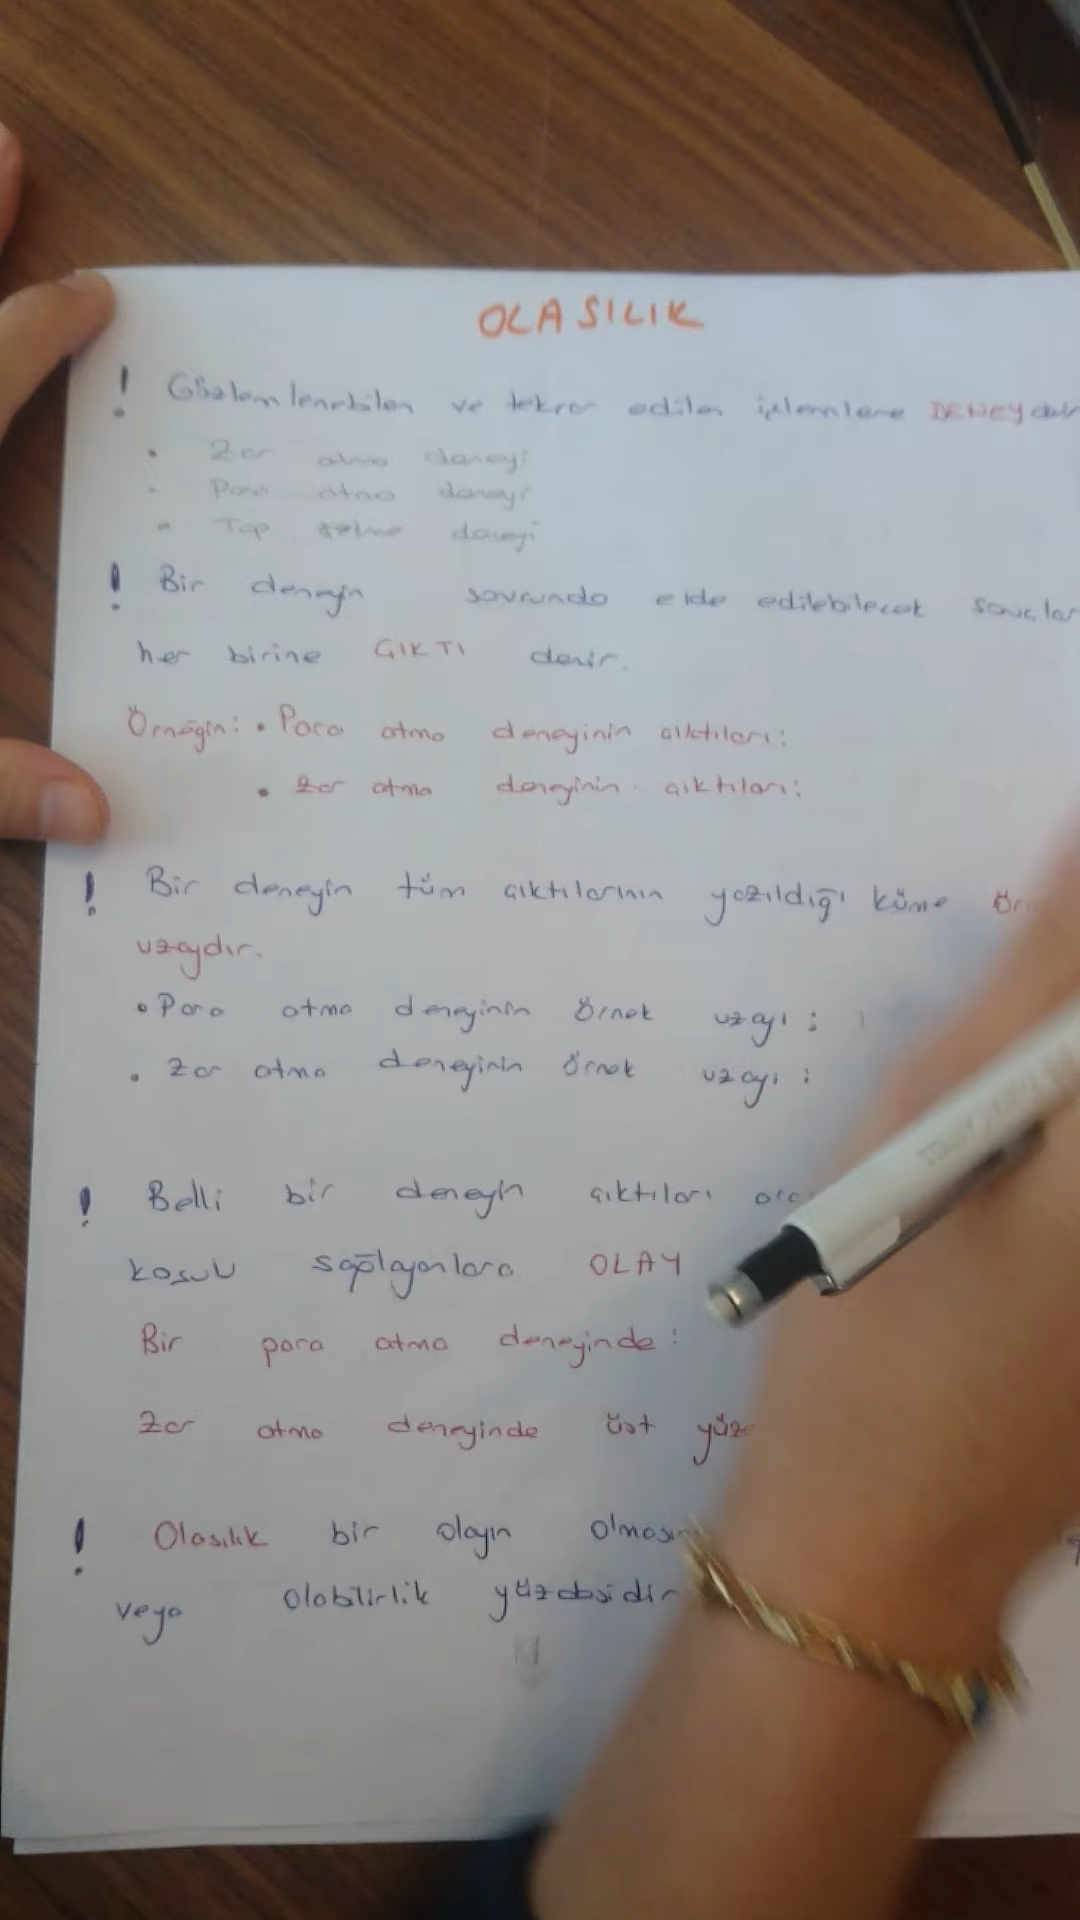 OLASILIK
! Gözlemlenebilen ve tekrar edilen işlemlere DENEY
• Zar atma deneyi
• Para atma deneyi
• Top çekme deneyi
! Bir deneyin sonucunda elde edilebilecek
her birine ÇIKTI denir.
Örneğin: • Para atma deneyinin çıktıları:
• Zar atma deneyinin çıktıları:
! Bir deneyin tüm çıktılarının yazıldığı küme
uzaydır.
• Para atma deneyinin örnek uzayı :
• Zar atma deneyinin örnek uzayı :
! Belli bir deneyin çıktıları
koşulu sağlayanlara OLAY
Bir para atma deneyinde :
Zar atma deneyinde üst
! Olasılık bir olayın
veya olabilirlik yüzdesidir